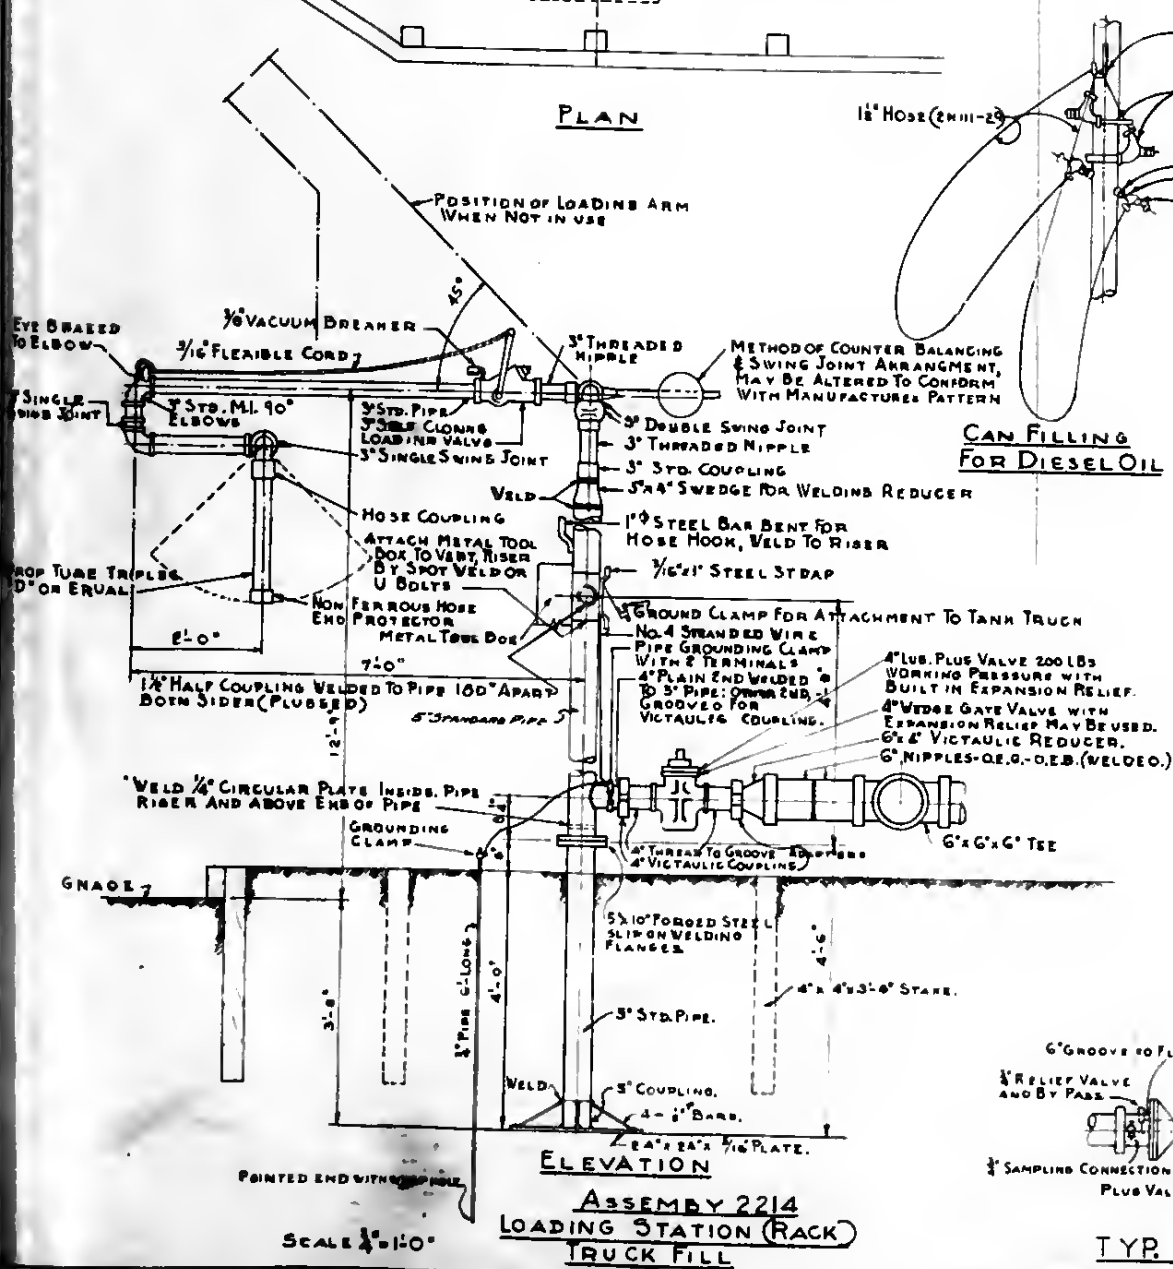 PLAN
1½" HOSE (2XIII-29)
POSITION OF LOADING ARM
WHEN NOT IN USE
45°
CAN FILLING
FOR DIESEL OIL
EYE BRAZED
TO ELBOW
⅜" VACUUM BREAKER
3/16" FLEXIBLE CORD
3" THREADED
NIPPLE
METHOD OF COUNTER BALANCING
& SWING JOINT ARRANGMENT,
MAY BE ALTERED TO CONFORM
WITH MANUFACTURES PATTERN
SINGLE
SWING JOINT
3" STD. M.I. 90°
ELBOWS
3" STD. PIPE
3" SELF CLOSING
LOADING VALVE
3" DOUBLE SWING JOINT
3" THREADED NIPPLE
3" SINGLE SWING JOINT
3" STD. COUPLING
WELD
3"x4" SWEDGE FOR WELDING REDUCER
HOSE COUPLING
1"ϕ STEEL BAR BENT FOR
HOSE HOOK, WELD TO RISER
ATTACH METAL TOOL
BOX TO VERT. RISER
BY SPOT WELD OR
U BOLTS
3/16"x1" STEEL STRAP
DROP TUBE
OR EQUAL
NON FERROUS HOSE
END PROTECTOR
METAL TOOL BOX
GROUND CLAMP FOR ATTACHMENT TO TANK TRUCK
NO. 4 STRANDED WIRE
PIPE GROUNDING CLAMP
WITH 2 TERMINALS
2'-0"
7'-0"
4" PLAIN END WELDED
TO 5" PIPE: OTHER END
GROOVED FOR
VICTAULIC COUPLING.
4" LUB. PLUG VALVE 200 LBS
WORKING PRESSURE WITH
BUILT IN EXPANSION RELIEF.
1½" HALF COUPLING WELDED TO PIPE 180° APART
BOTH SIDES (PLUGGED)
5" STANDARD PIPE
4" WEDGE GATE VALVE WITH
EXPANSION RELIEF MAY BE USED.
6"x4" VICTAULIC REDUCER.
6" NIPPLES-O.E.G.-O.E.B. (WELDED.)
WELD ¼" CIRCULAR PLATE INSIDE PIPE
RISER AND ABOVE END OF PIPE
GROUNDING
CLAMP
4" THREAD TO GROOVE ADAPTERS
4" VICTAULIC COUPLING
6"x6"x6" TEE
GRADE
5x10" FORGED STEEL
SLIP ON WELDING
FLANGES
4'-0"
4'-6"
3'-8"
¾" PIPE 6'-LONG
4"x4"x3'-4" STAKE.
5" STD. PIPE.
WELD
5" COUPLING.
4-½" BARS.
24"x24"x 5/16" PLATE.
6" GROOVE TO FL
¾" RELIEF VALVE
AND BY PASS
¾" SAMPLING CONNECTION
PLUG VAL
POINTED END WITH
ELEVATION
ASSEMBY 2214
LOADING STATION (RACK)
TRUCK FILL
SCALE ¾"=1'-0"
TYP.